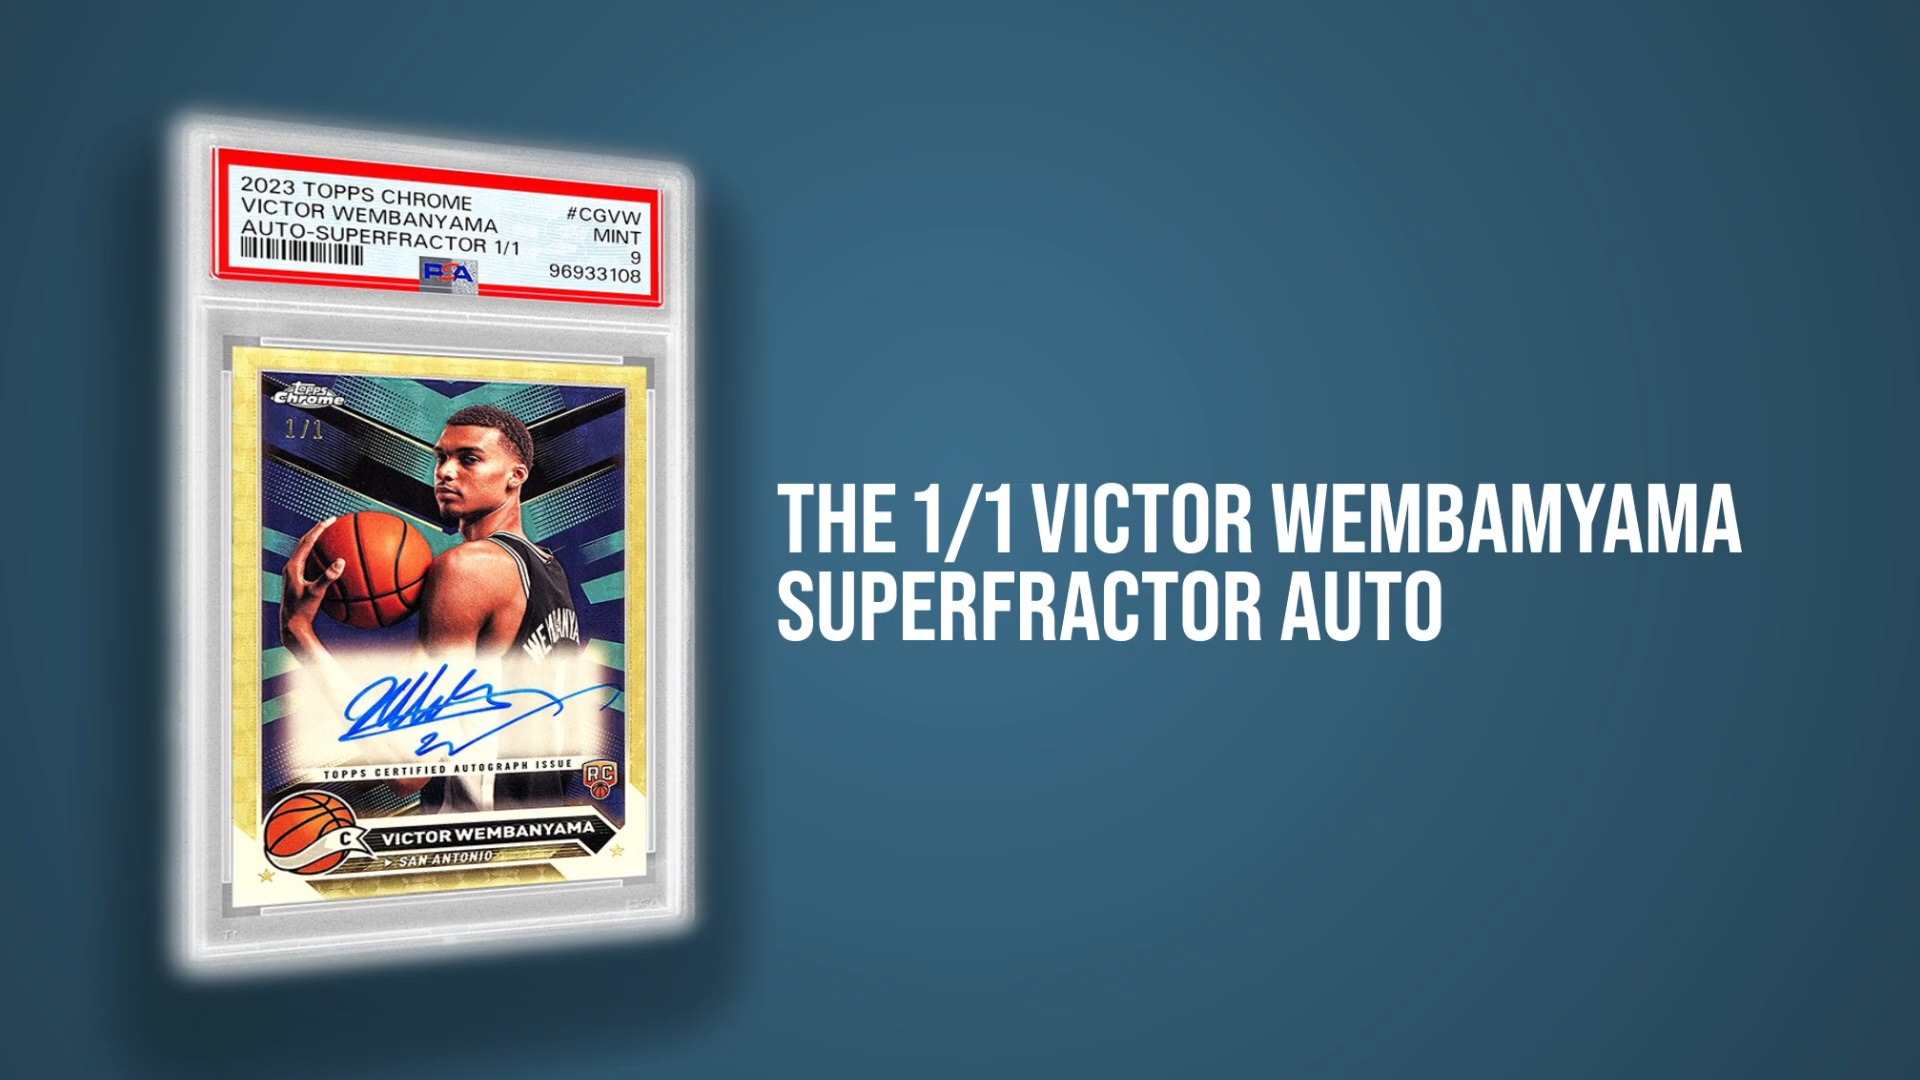 2023 TOPPS CHROME
VICTOR WEMBANYAMA
AUTO-SUPERFRACTOR 1/1
#CGVW
MINT
9
96933108
PSA
Topps
Chrome
1/1
WEMBANYA
TOPPS CERTIFIED AUTOGRAPH ISSUE
RC
C
VICTOR WEMBANYAMA
SAN ANTONIO
THE 1/1 VICTOR WEMBAMYAMA
SUPERFRACTOR AUTO